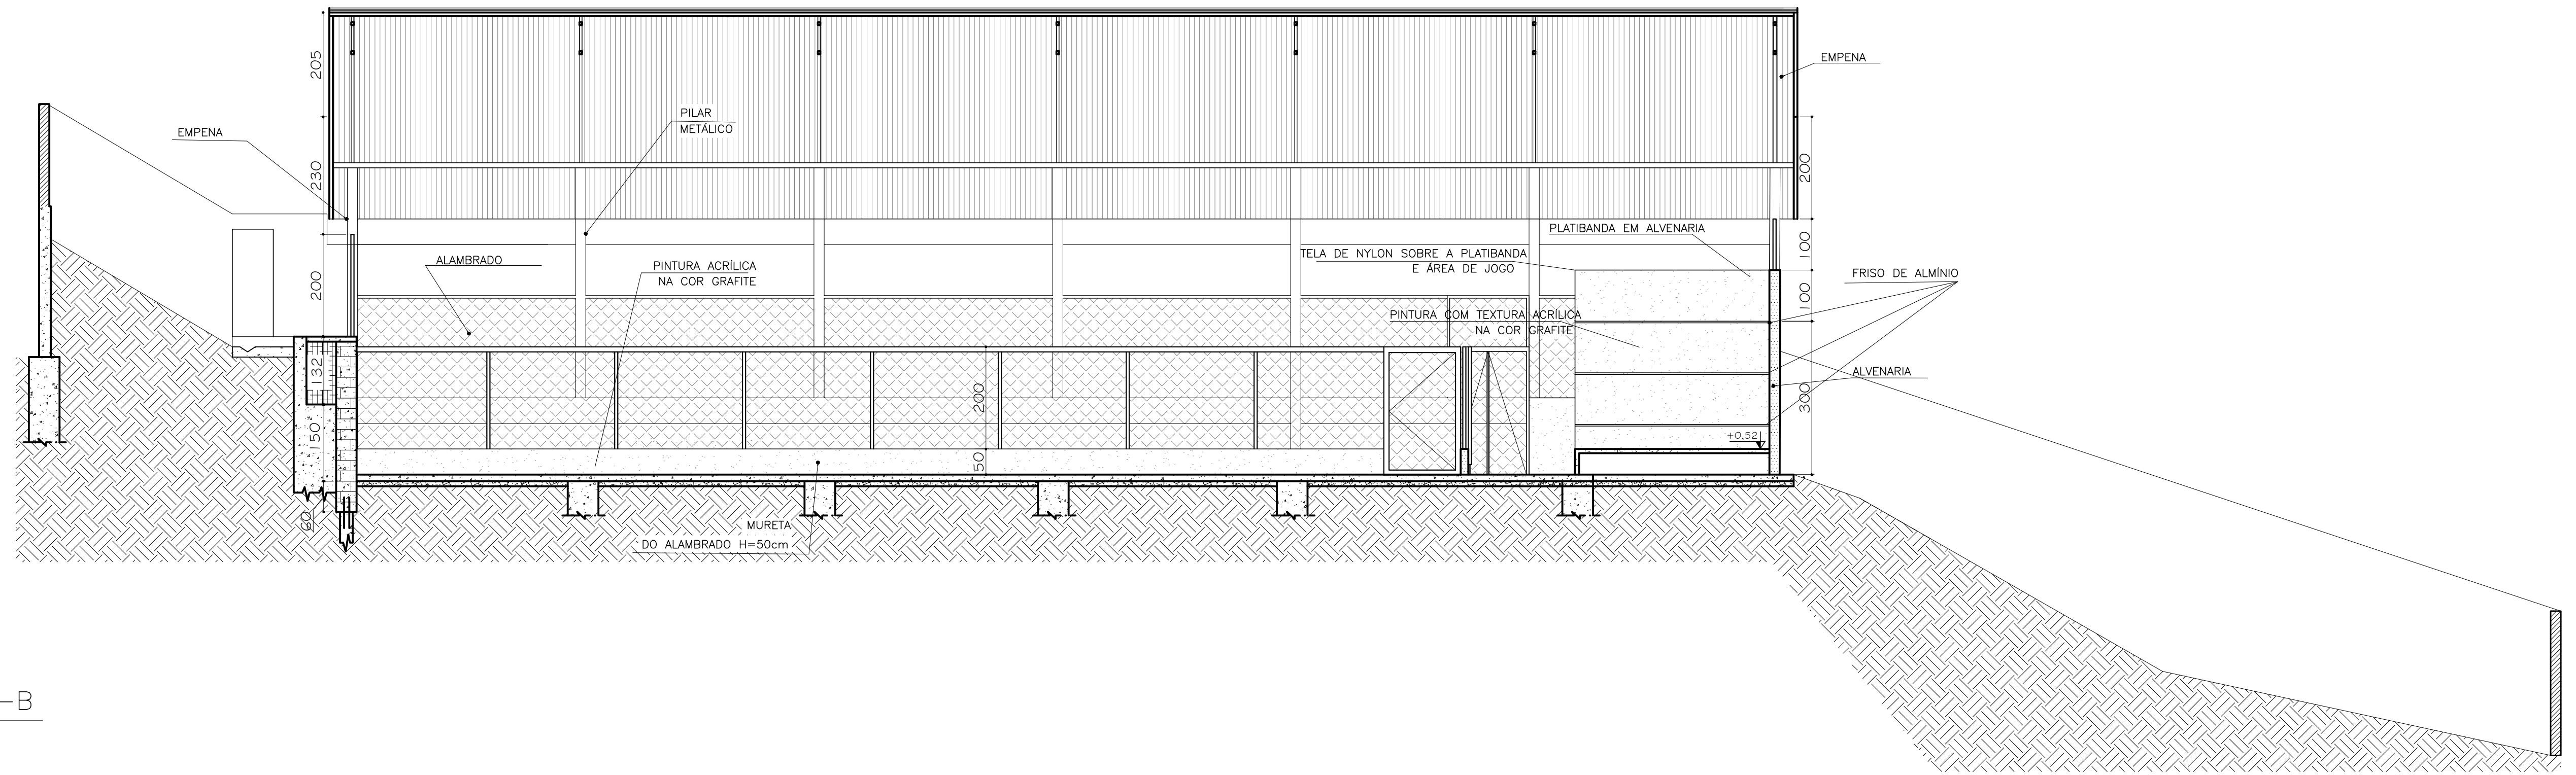 205
EMPENA
PILAR
METÁLICO
EMPENA
230
200
PLATIBANDA EM ALVENARIA
100
TELA DE NYLON SOBRE A PLATIBANDA
E ÁREA DE JOGO
ALAMBRADO
PINTURA ACRÍLICA
NA COR GRAFITE
FRISO DE ALMÍNIO
200
100
PINTURA COM TEXTURA ACRÍLICA
NA COR GRAFITE
132
ALVENARIA
200
300
150
+0,52
50
60
MURETA
DO ALAMBRADO H=50cm
-B